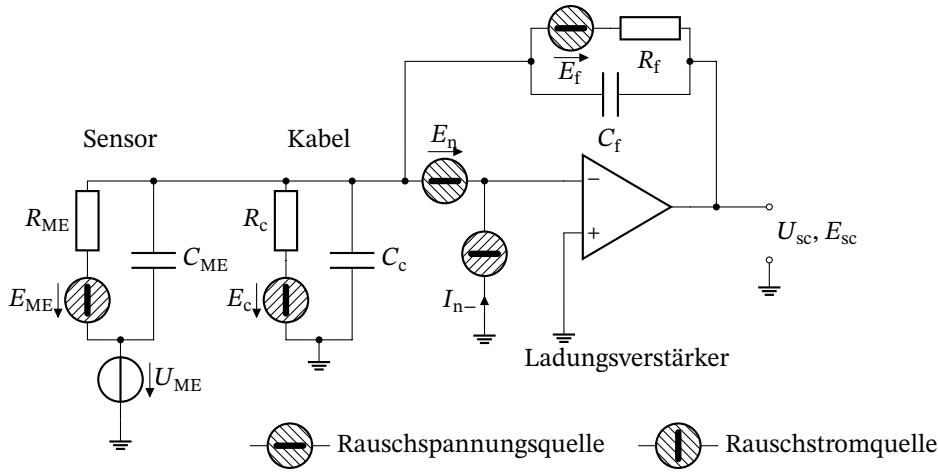 E_f
R_f
C_f
Sensor
Kabel
E_n
R_ME
C_ME
R_c
C_c
−
+
U_sc, E_sc
E_ME
E_c
I_n−
U_ME
Ladungsverstärker
Rauschspannungsquelle
Rauschstromquelle